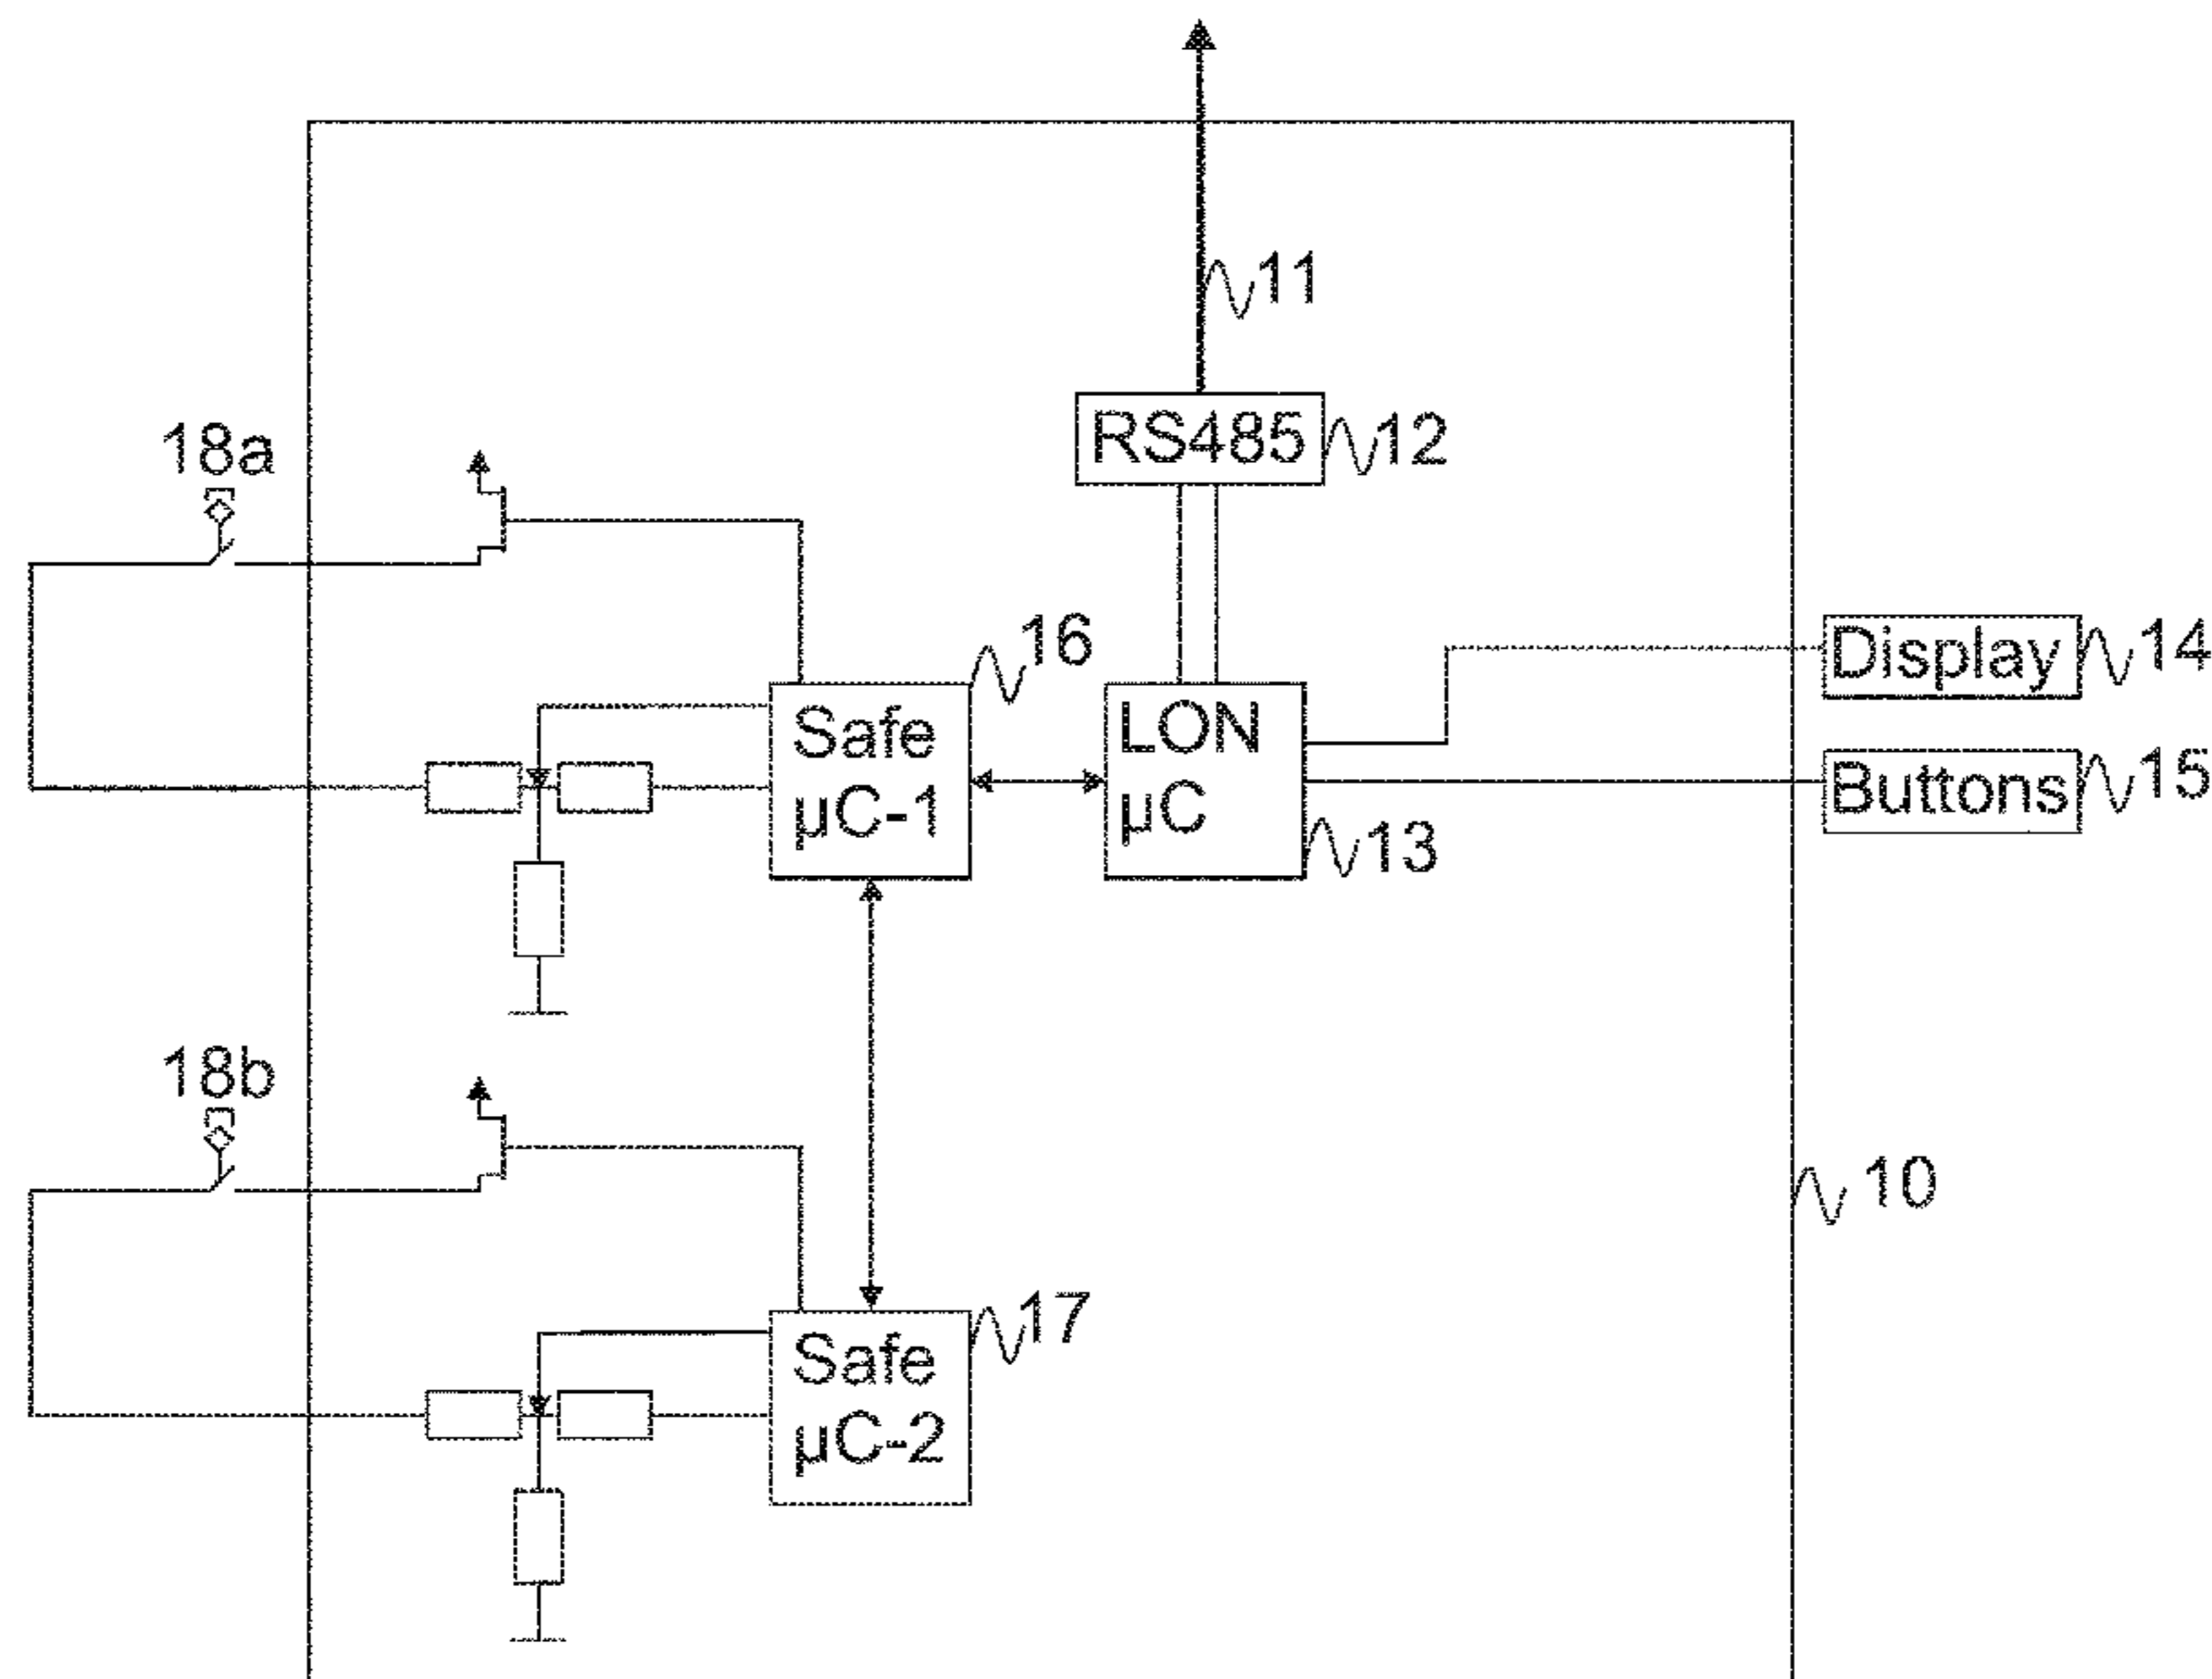 11
RS485
12
18a
16
Display
14
Safe
µC-1
LON
µC
Buttons
15
13
18b
10
17
Safe
µC-2